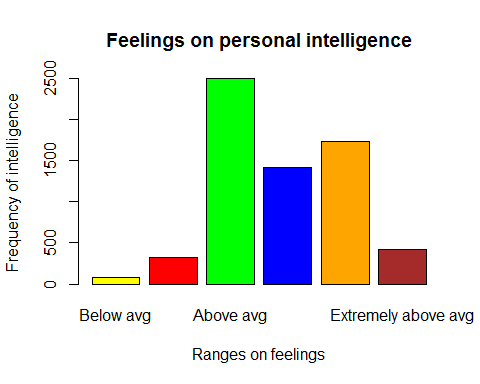 Feelings on personal intelligence
Frequency of intelligence
2500
1500
500
0
Below avg
Above avg
Extremely above avg
Ranges on feelings